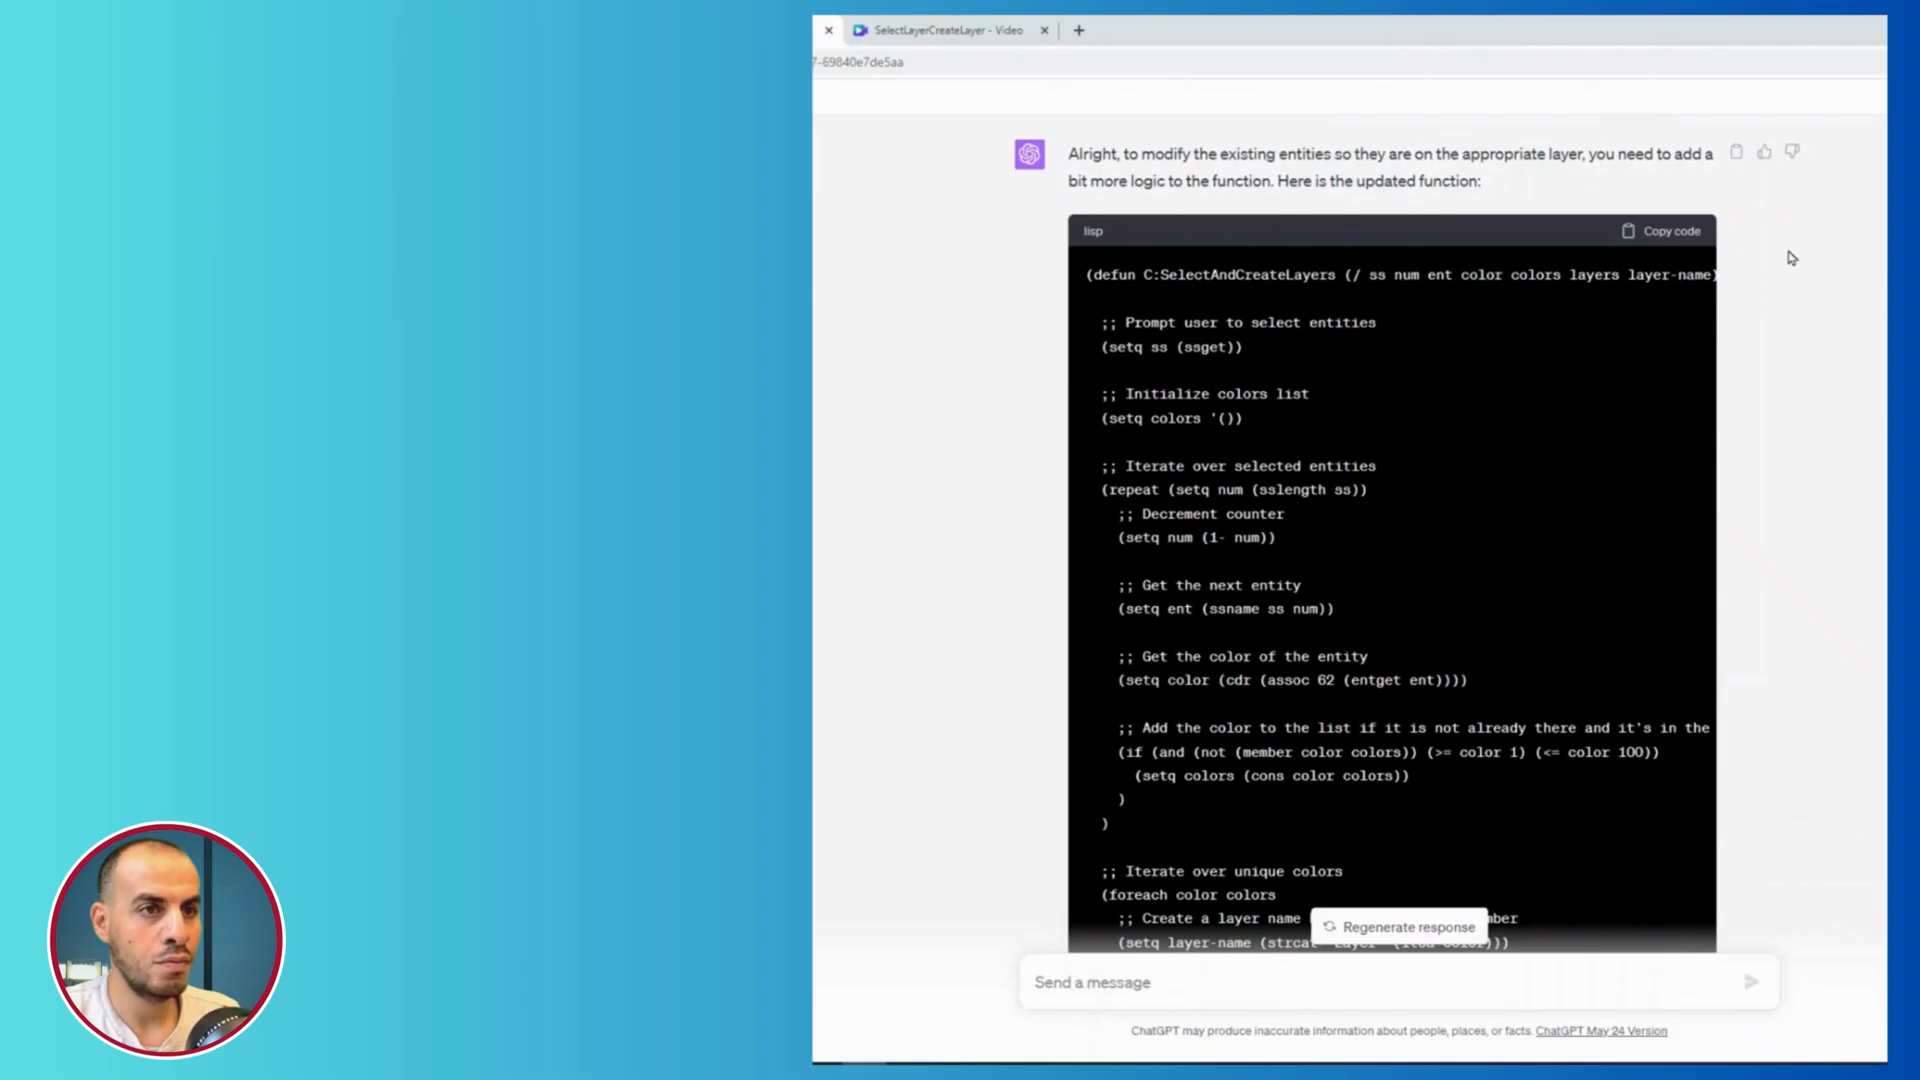 SelectLayerCreateLayer - Video
7-69840e7de5aa
Alright, to modify the existing entities so they are on the appropriate layer, you need to add a
bit more logic to the function. Here is the updated function:
lisp
Copy code
(defun C:SelectAndCreateLayers (/ ss num ent color colors layers layer-name)
;; Prompt user to select entities
(setq ss (ssget))
;; Initialize colors list
(setq colors '())
;; Iterate over selected entities
(repeat (setq num (sslength ss))
;; Decrement counter
(setq num (1- num))
;; Get the next entity
(setq ent (ssname ss num))
;; Get the color of the entity
(setq color (cdr (assoc 62 (entget ent))))
;; Add the color to the list if it is not already there and it's in the
(if (and (not (member color colors)) (>= color 1) (<= color 100))
(setq colors (cons color colors))
)
)
;; Iterate over unique colors
(foreach color colors
;; Create a layer name mber
(setq layer-name (strcat
Regenerate response
Send a message
ChatGPT may produce inaccurate information about people, places, or facts. ChatGPT May 24 Version